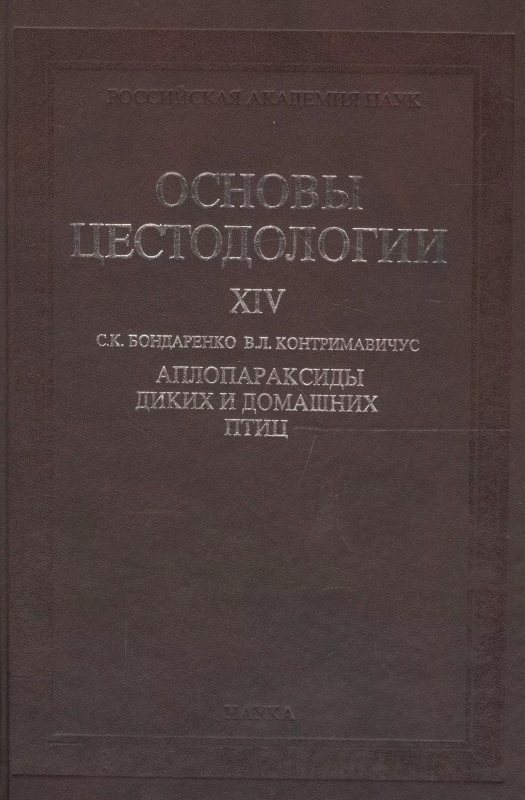 РОССИЙСКАЯ АКАДЕМИЯ НАУК
ОСНОВЫ
ЦЕСТОДОЛОГИИ
XIV
С.К. БОНДАРЕНКО В.Л. КОНТРИМАВИЧУС
АПЛОПАРАКСИДЫ
ДИКИХ И ДОМАШНИХ
ПТИЦ
НАУКА